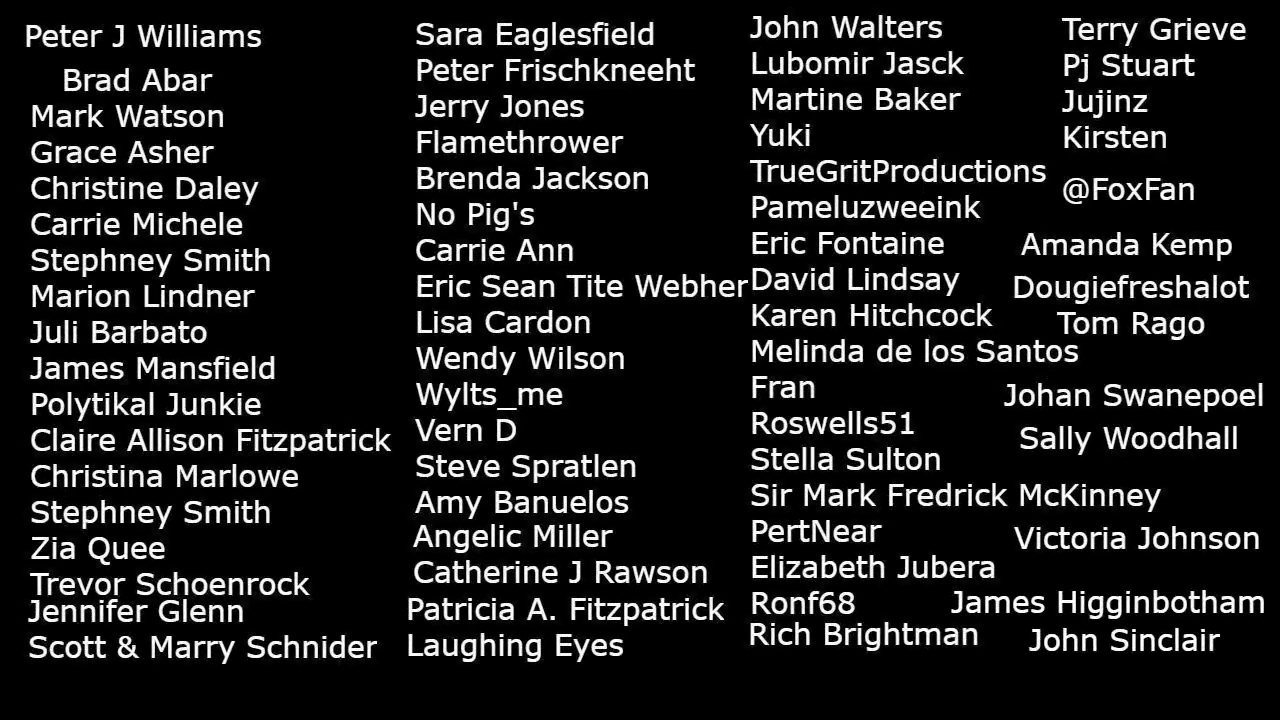 Peter J Williams
Brad Abar
Mark Watson
Grace Asher
Christine Daley
Carrie Michele
Stephney Smith
Marion Lindner
Juli Barbato
James Mansfield
Polytikal Junkie
Claire Allison Fitzpatrick
Christina Marlowe
Stephney Smith
Zia Quee
Trevor Schoenrock
Jennifer Glenn
Scott & Marry Schnider
Sara Eaglesfield
Peter Frischkneeht
Jerry Jones
Flamethrower
Brenda Jackson
No Pig's
Carrie Ann
Eric Sean Tite Webher
Lisa Cardon
Wendy Wilson
Wylts_me
Vern D
Steve Spratlen
Amy Banuelos
Angelic Miller
Catherine J Rawson
Patricia A. Fitzpatrick
Laughing Eyes
John Walters
Lubomir Jasck
Martine Baker
Yuki
TrueGritProductions
Pameluzweeink
Eric Fontaine
David Lindsay
Karen Hitchcock
Melinda de los Santos
Fran
Roswells51
Stella Sulton
Sir Mark Fredrick McKinney
PertNear
Elizabeth Jubera
Ronf68
Rich Brightman
Terry Grieve
Pj Stuart
Jujinz
Kirsten
@FoxFan
Amanda Kemp
Dougiefreshalot
Tom Rago
Johan Swanepoel
Sally Woodhall
Victoria Johnson
James Higginbotham
John Sinclair